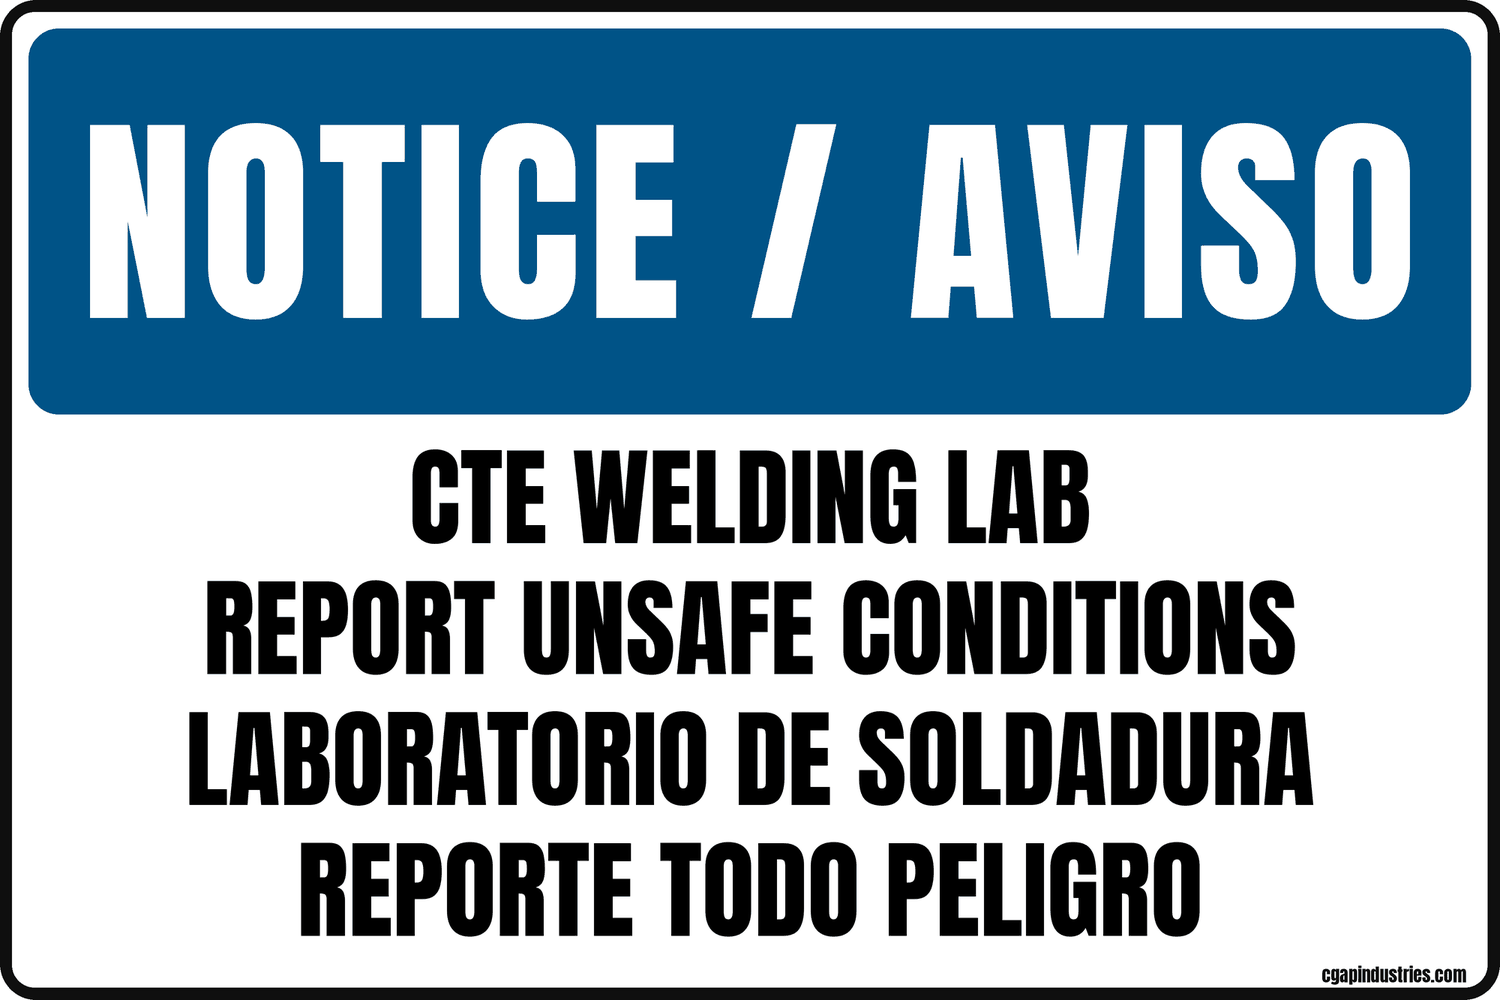 NOTICE / AVISO
CTE WELDING LAB
REPORT UNSAFE CONDITIONS
LABORATORIO DE SOLDADURA
REPORTE TODO PELIGRO
cgapindustries.com